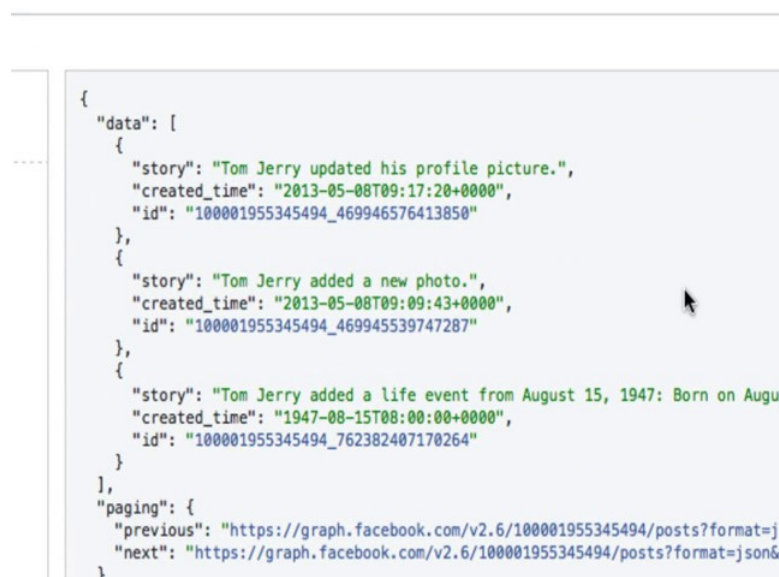 {
"data": [
{
"story": "Tom Jerry updated his profile picture.",
"created_time": "2013-05-08T09:17:20+0000",
"id": "100001955345494_469946576413850"
},
{
"story": "Tom Jerry added a new photo.",
"created_time": "2013-05-08T09:09:43+0000",
"id": "100001955345494_469945539747287"
},
{
"story": "Tom Jerry added a life event from August 15, 1947: Born on Augu
"created_time": "1947-08-15T08:00:00+0000",
"id": "100001955345494_762382407170264"
}
],
"paging": {
"previous": "https://graph.facebook.com/v2.6/100001955345494/posts?format=j
"next": "https://graph.facebook.com/v2.6/100001955345494/posts?format=json&
}